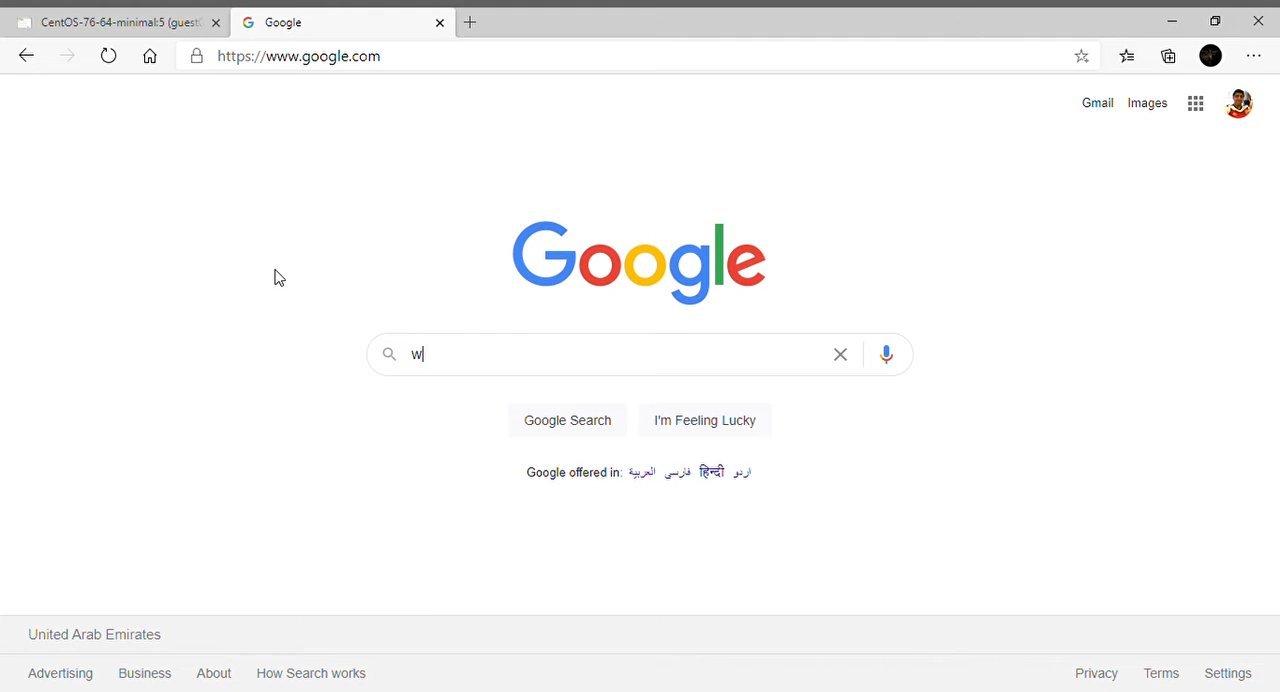 CentOS-76-64-minimal:5 (guest
Google
https://www.google.com
Gmail Images
Google
w
Google Search I'm Feeling Lucky
Google offered in: العربية فارسی हिन्दी اردو
United Arab Emirates
Advertising Business About How Search works Privacy Terms Settings